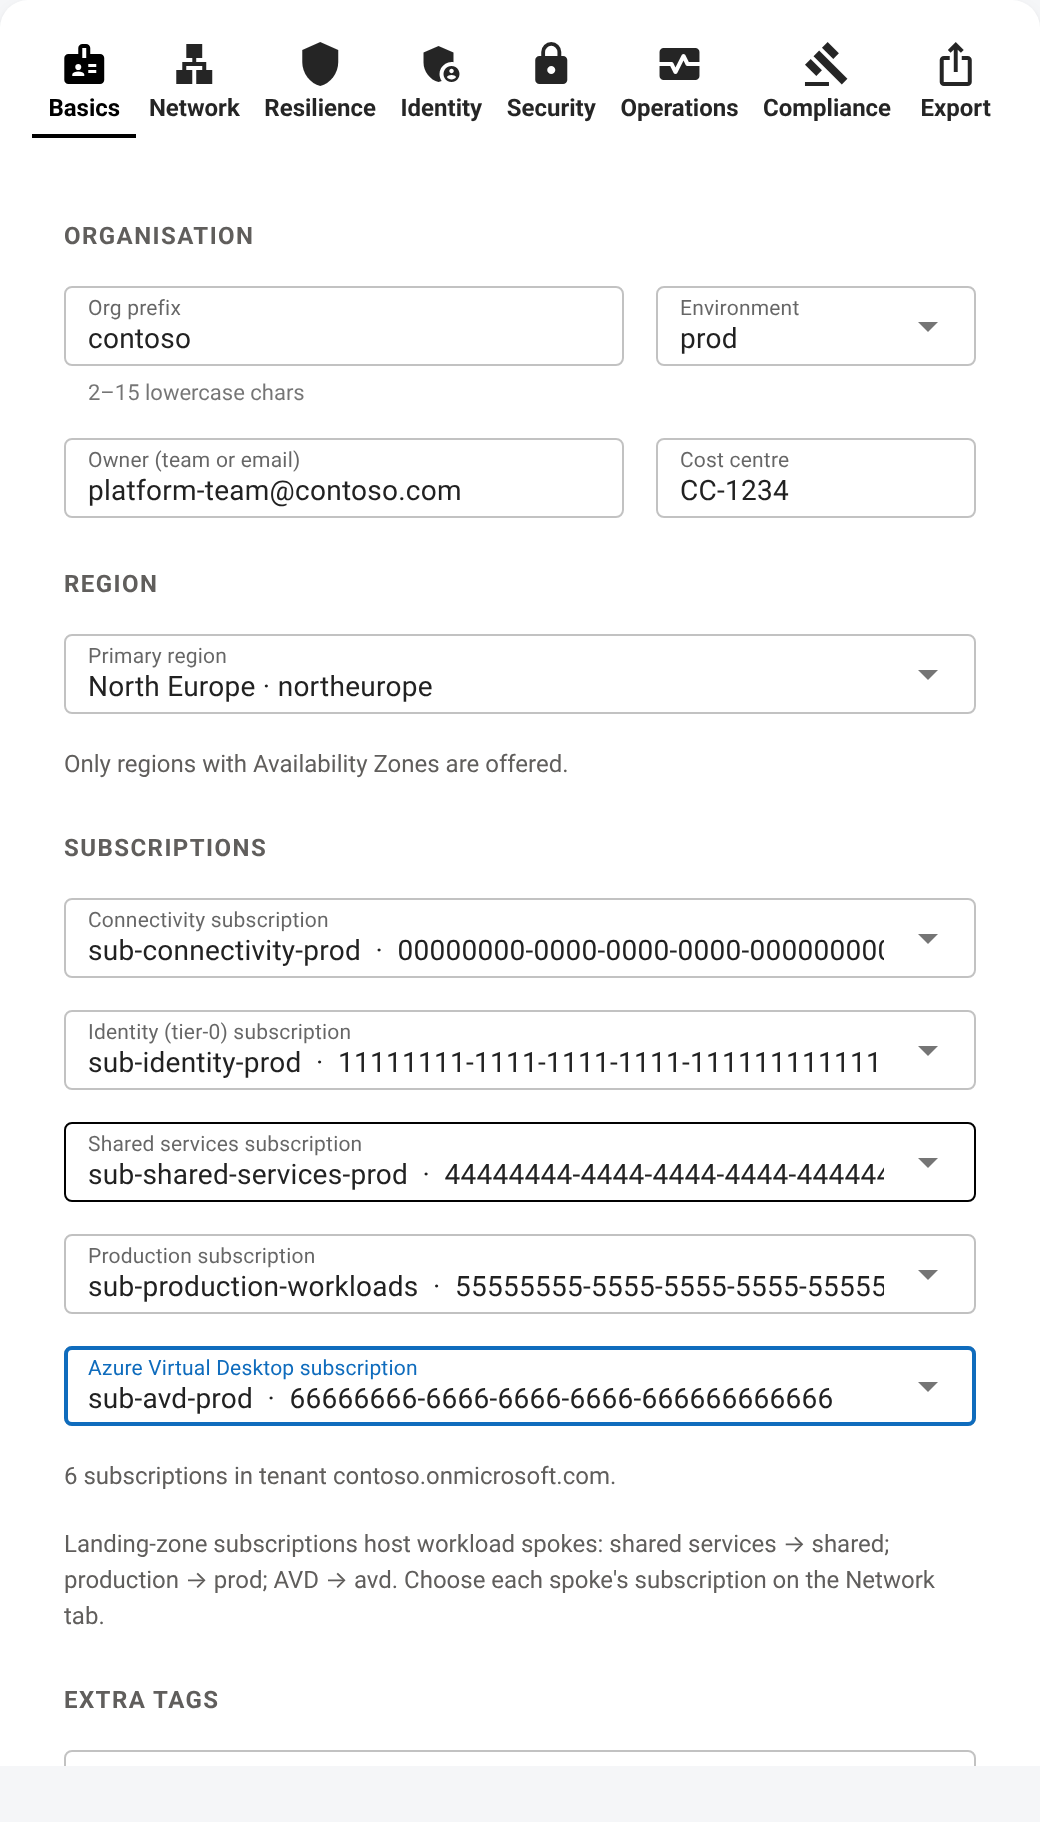 Basics Network Resilience Identity Security Operations Compliance Export
ORGANISATION
Org prefix
contoso
Environment
prod
2–15 lowercase chars
Owner (team or email)
platform-team@contoso.com
Cost centre
CC-1234
REGION
Primary region
North Europe · northeurope
Only regions with Availability Zones are offered.
SUBSCRIPTIONS
Connectivity subscription
sub-connectivity-prod · 00000000-0000-0000-0000-000000000
Identity (tier-0) subscription
sub-identity-prod · 11111111-1111-1111-1111-111111111111
Shared services subscription
sub-shared-services-prod · 44444444-4444-4444-4444-444444
Production subscription
sub-production-workloads · 55555555-5555-5555-5555-55555
Azure Virtual Desktop subscription
sub-avd-prod · 66666666-6666-6666-6666-666666666666
6 subscriptions in tenant contoso.onmicrosoft.com.
Landing-zone subscriptions host workload spokes: shared services → shared;
production → prod; AVD → avd. Choose each spoke's subscription on the Network
tab.
EXTRA TAGS